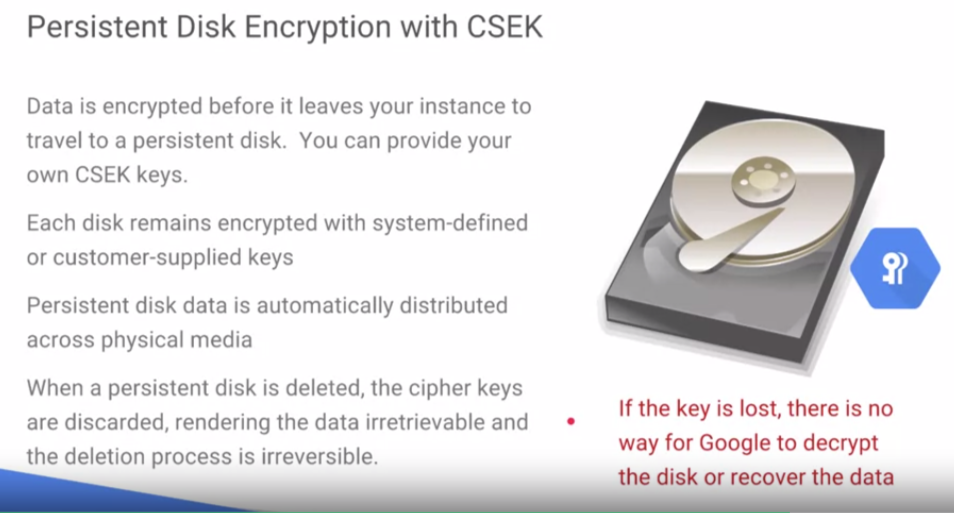 Persistent Disk Encryption with CSEK
Data is encrypted before it leaves your instance to
travel to a persistent disk. You can provide your
own CSEK keys.
Each disk remains encrypted with system-defined
or customer-supplied keys
Persistent disk data is automatically distributed
across physical media
When a persistent disk is deleted, the cipher keys
are discarded, rendering the data irretrievable and
the deletion process is irreversible.
• If the key is lost, there is no
way for Google to decrypt
the disk or recover the data